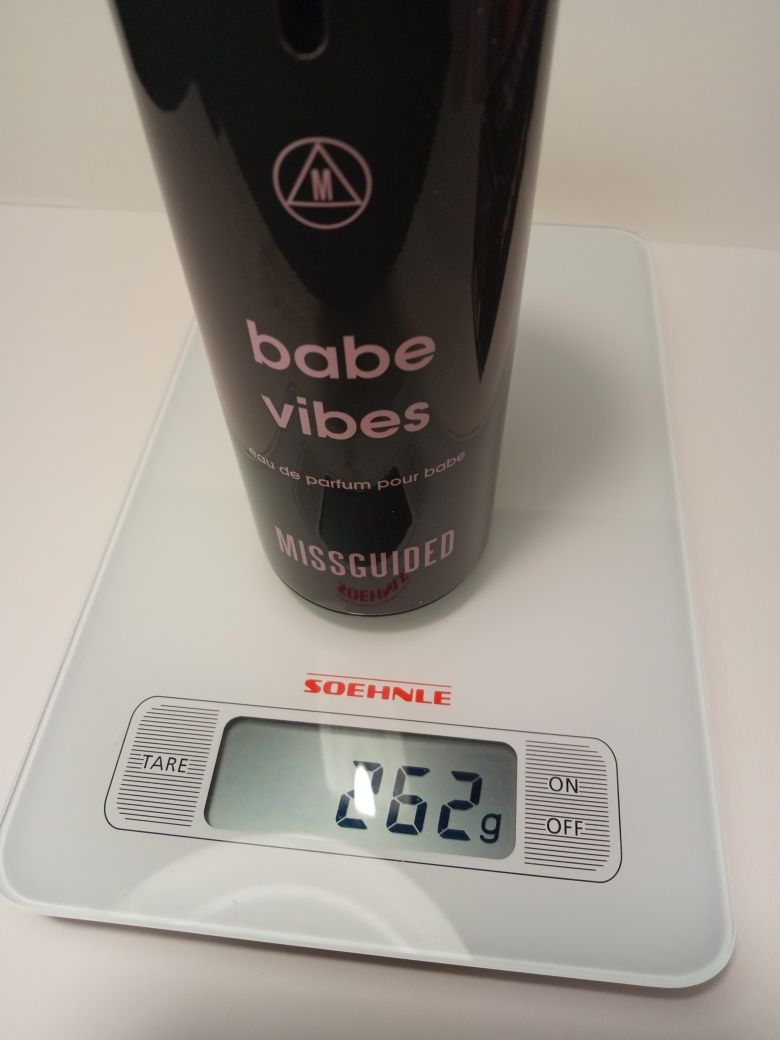 M
babe
vibes
eau de parfum pour babe
MISSGUIDED
SOEHNLE
TARE
262g
ON
OFF